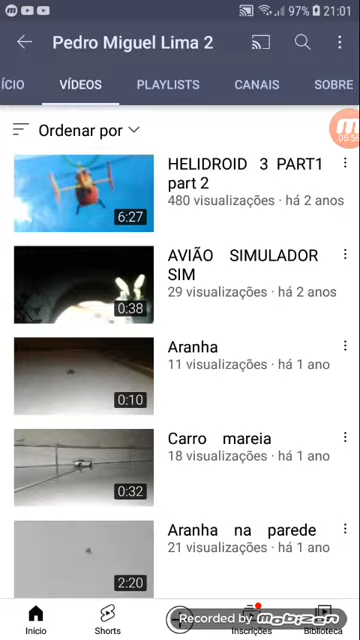 97% 21:01
Pedro Miguel Lima 2
ÍCIO VÍDEOS PLAYLISTS CANAIS SOBRE
Ordenar por
05:56
HELIDROID 3 PART1
part 2
480 visualizações · há 2 anos
6:27
AVIÃO SIMULADOR
SIM
29 visualizações · há 2 anos
0:38
Aranha
11 visualizações · há 1 ano
0:10
Carro mareia
18 visualizações · há 1 ano
0:32
Aranha na parede
21 visualizações · há 1 ano
2:20
Início Shorts Inscrições Biblioteca
Recorded by Mobizen